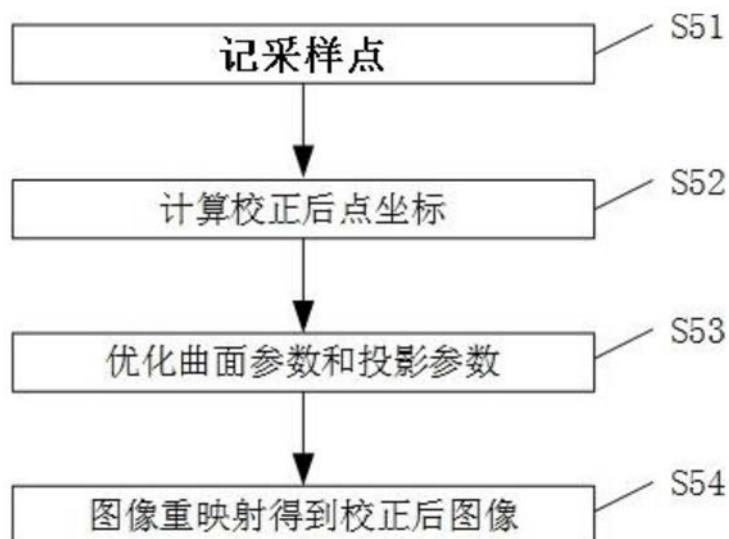 记采样点
S51
计算校正后点坐标
S52
优化曲面参数和投影参数
S53
图像重映射得到校正后图像
S54